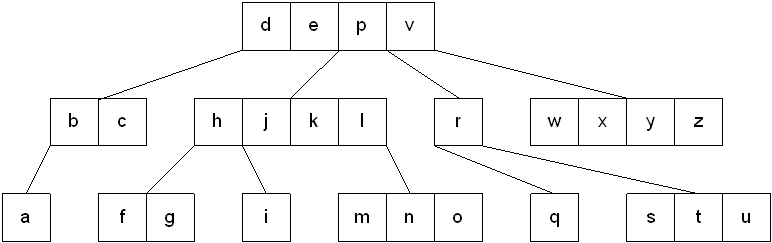 d e p v
b c h j k l r w x y z
a f g i m n o q s t u